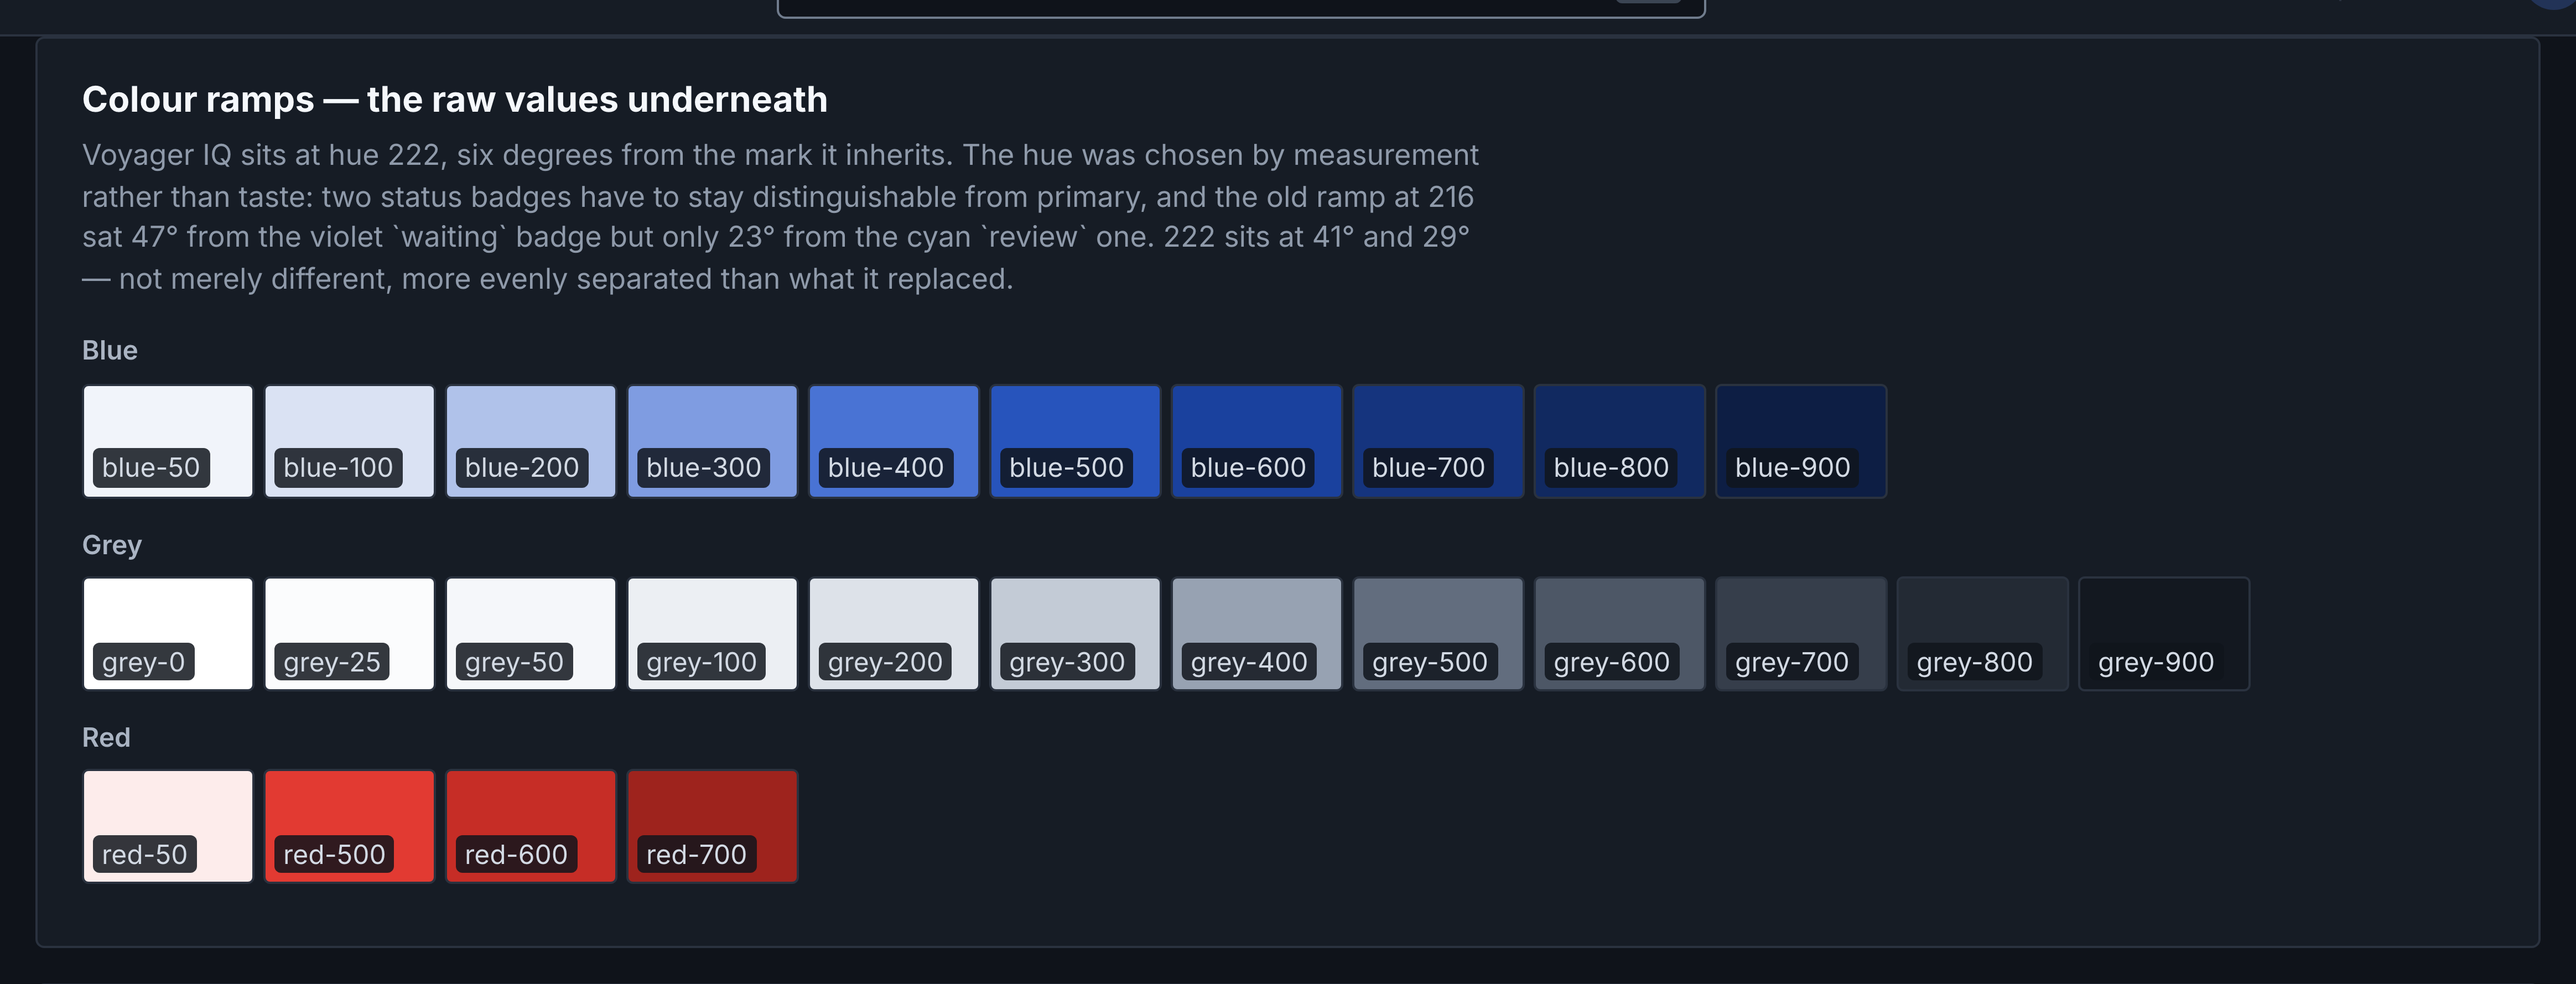 Colour ramps — the raw values underneath
Voyager IQ sits at hue 222, six degrees from the mark it inherits. The hue was chosen by measurement
rather than taste: two status badges have to stay distinguishable from primary, and the old ramp at 216
sat 47° from the violet `waiting` badge but only 23° from the cyan `review` one. 222 sits at 41° and 29°
— not merely different, more evenly separated than what it replaced.
Blue
blue-50 blue-100 blue-200 blue-300 blue-400 blue-500 blue-600 blue-700 blue-800 blue-900
Grey
grey-0 grey-25 grey-50 grey-100 grey-200 grey-300 grey-400 grey-500 grey-600 grey-700 grey-800 grey-900
Red
red-50 red-500 red-600 red-700